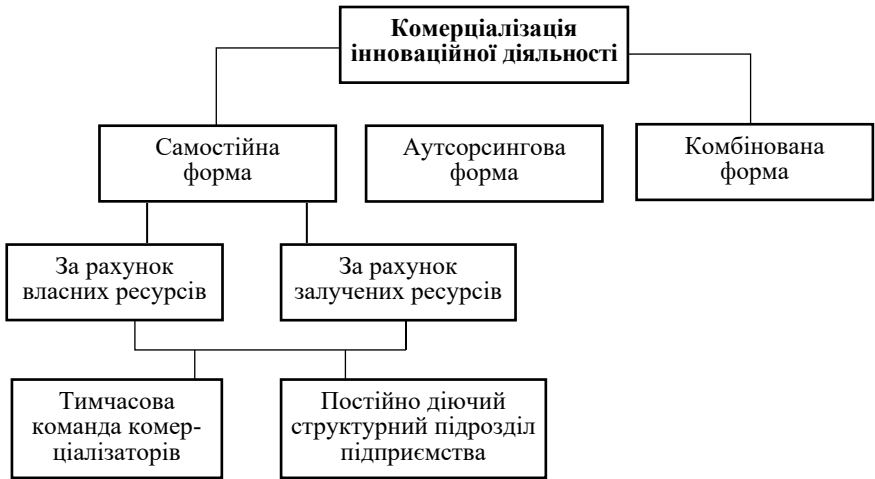 Комерціалізація
інноваційної діяльності
Самостійна
форма
Аутсорсингова
форма
Комбінована
форма
За рахунок
власних ресурсів
За рахунок
залучених ресурсів
Тимчасова
команда комер-
ціалізаторів
Постійно діючий
структурний підрозділ
підприємства